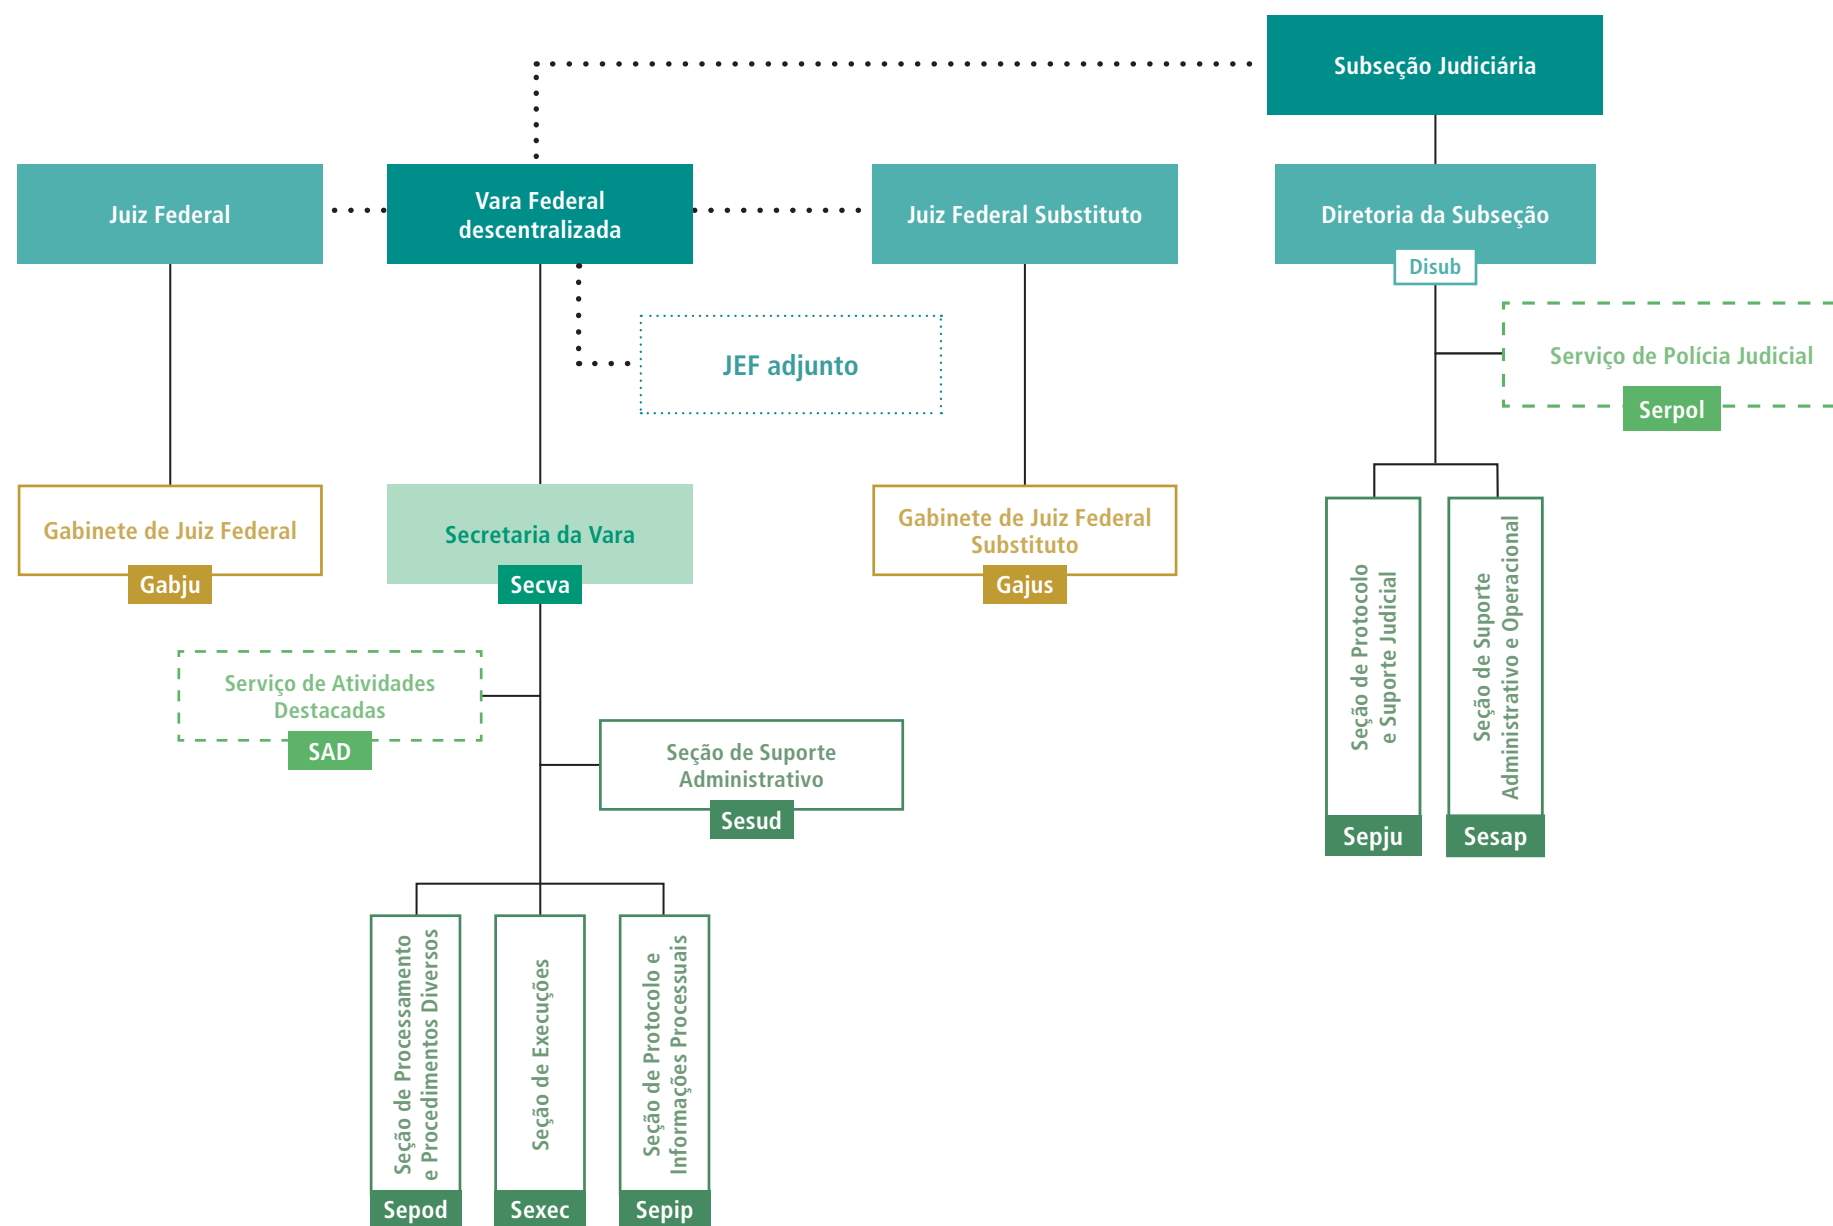 Subseção Judiciária
Juiz Federal
Vara Federal
descentralizada
Juiz Federal Substituto
Diretoria da Subseção
Disub
JEF adjunto
Serviço de Polícia Judicial
Serpol
Gabinete de Juiz Federal
Gabju
Secretaria da Vara
Secva
Gabinete de Juiz Federal
Substituto
Gajus
Serviço de Atividades
Destacadas
SAD
Seção de Suporte
Administrativo
Sesud
Seção de Protocolo
e Suporte Judicial
Sepju
Seção de Suporte
Administrativo e Operacional
Sesap
Seção de Processamento
e Procedimentos Diversos
Sepod
Seção de Execuções
Sexec
Seção de Protocolo e
Informações Processuais
Sepip